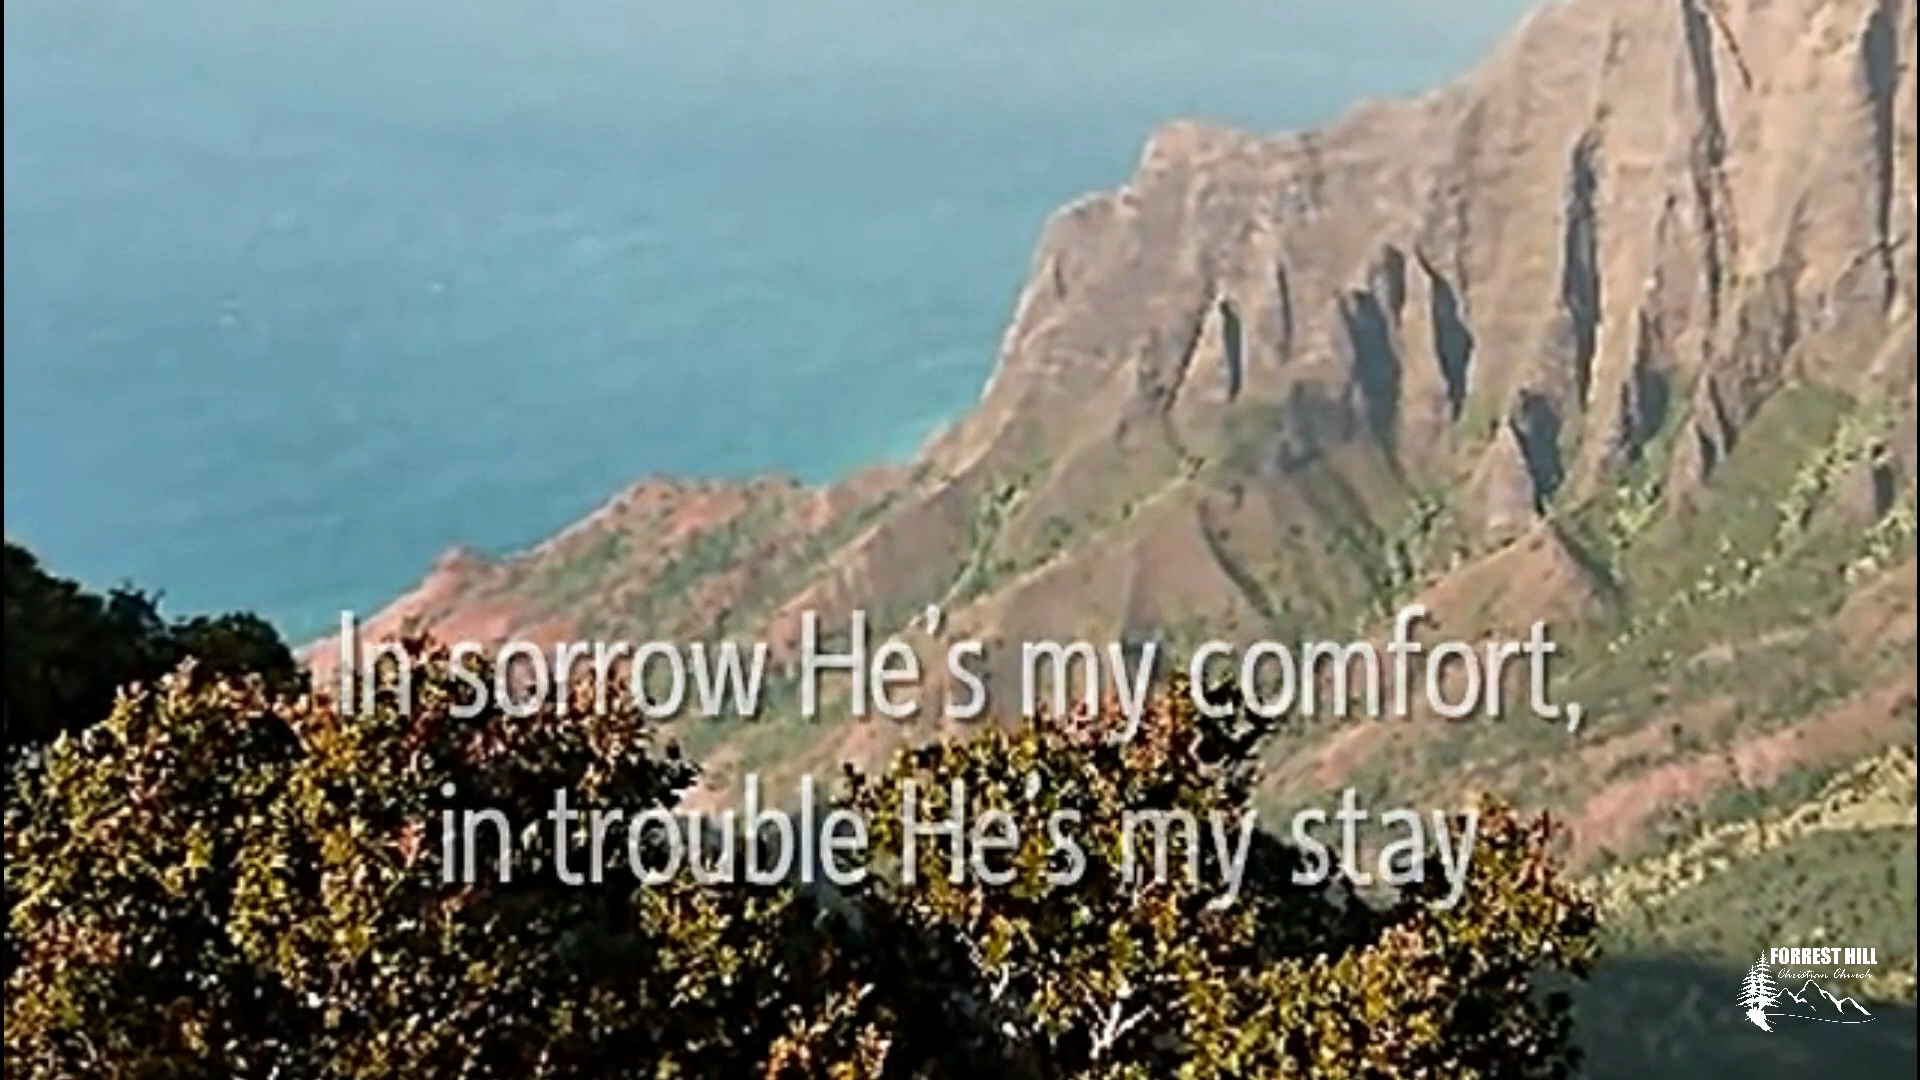 In sorrow He's my comfort,
in trouble He's my stay
FORREST HILL
Christian Church